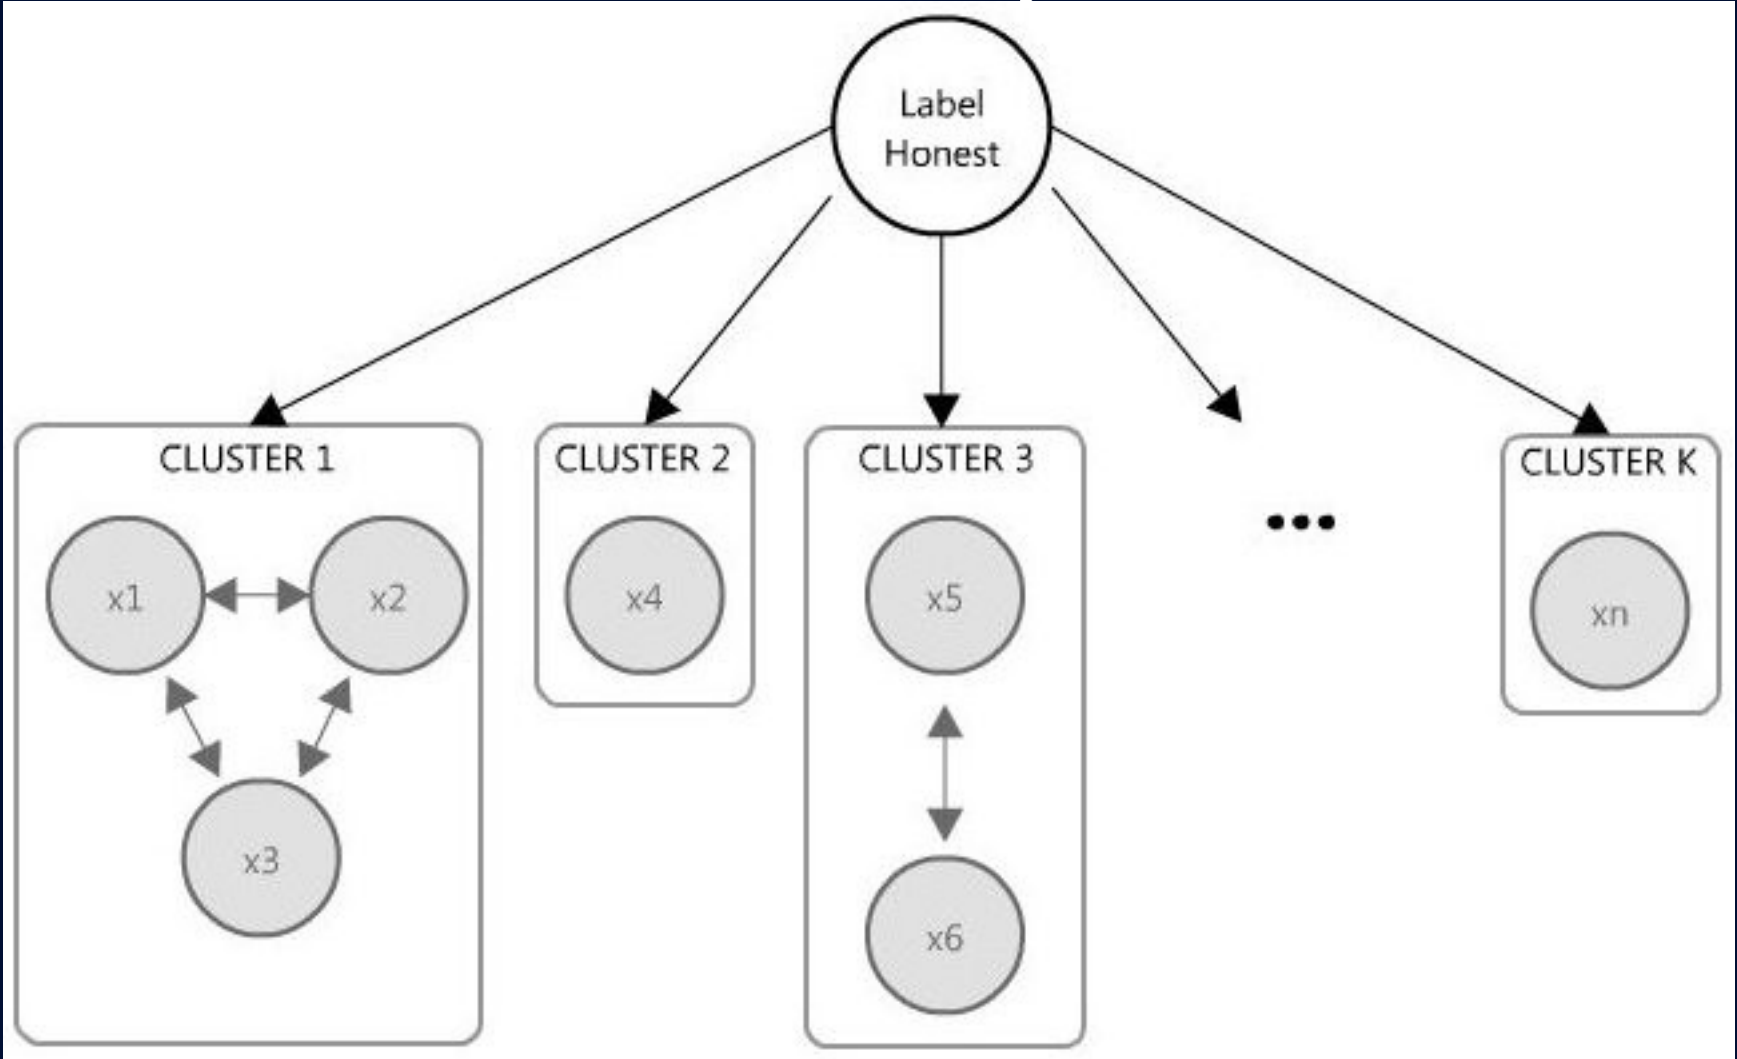 Label
Honest
CLUSTER 1
CLUSTER 2
CLUSTER 3
CLUSTER K
x1
x2
x4
x5
...
xn
x3
x6